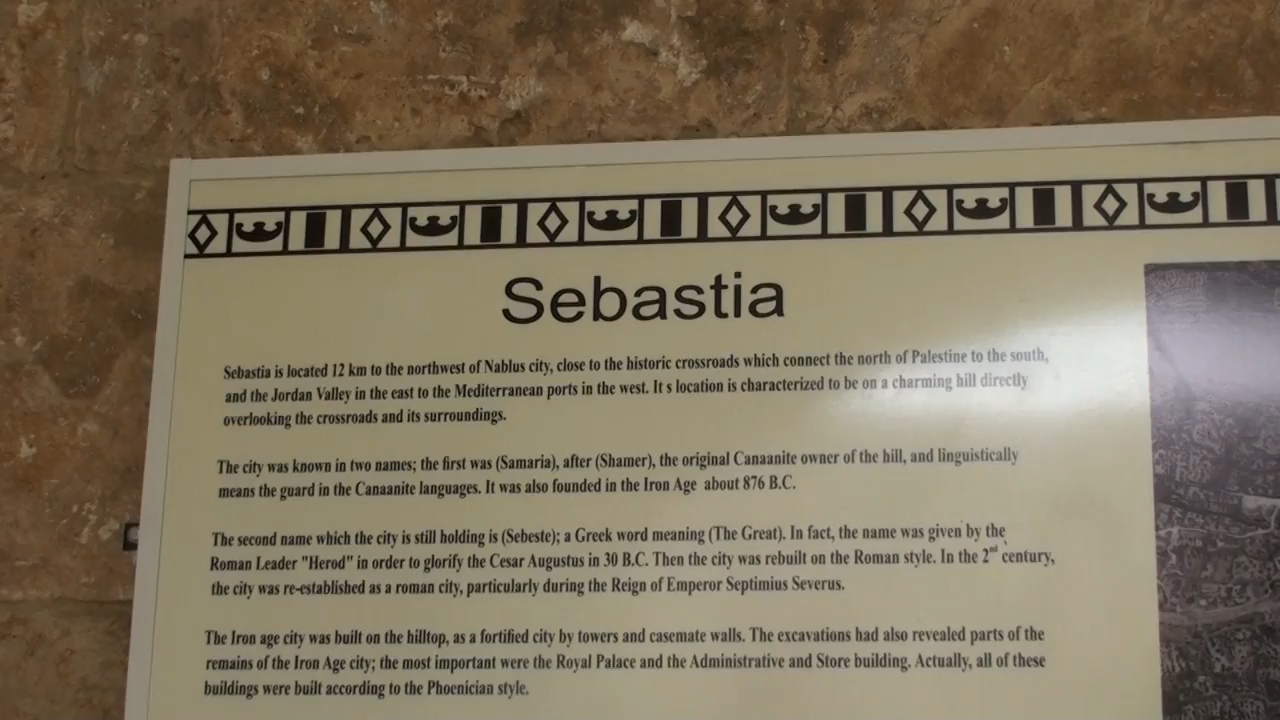 Sebastia
Sebastia is located 12 km to the northwest of Nablus city, close to the historic crossroads which connect the north of Palestine to the south,
and the Jordan Valley in the east to the Mediterranean ports in the west. It s location is characterized to be on a charming hill directly
overlooking the crossroads and its surroundings.
The city was known in two names; the first was (Samaria), after (Shamer), the original Canaanite owner of the hill, and linguistically
means the guard in the Canaanite languages. It was also founded in the Iron Age about 876 B.C.
The second name which the city is still holding is (Sebeste); a Greek word meaning (The Great). In fact, the name was given by the
Roman Leader "Herod" in order to glorify the Cesar Augustus in 30 B.C. Then the city was rebuilt on the Roman style. In the 2nd century,
the city was re-established as a roman city, particularly during the Reign of Emperor Septimius Severus.
The Iron age city was built on the hilltop, as a fortified city by towers and casemate walls. The excavations had also revealed parts of the
remains of the Iron Age city; the most important were the Royal Palace and the Administrative and Store building. Actually, all of these
buildings were built according to the Phoenician style.